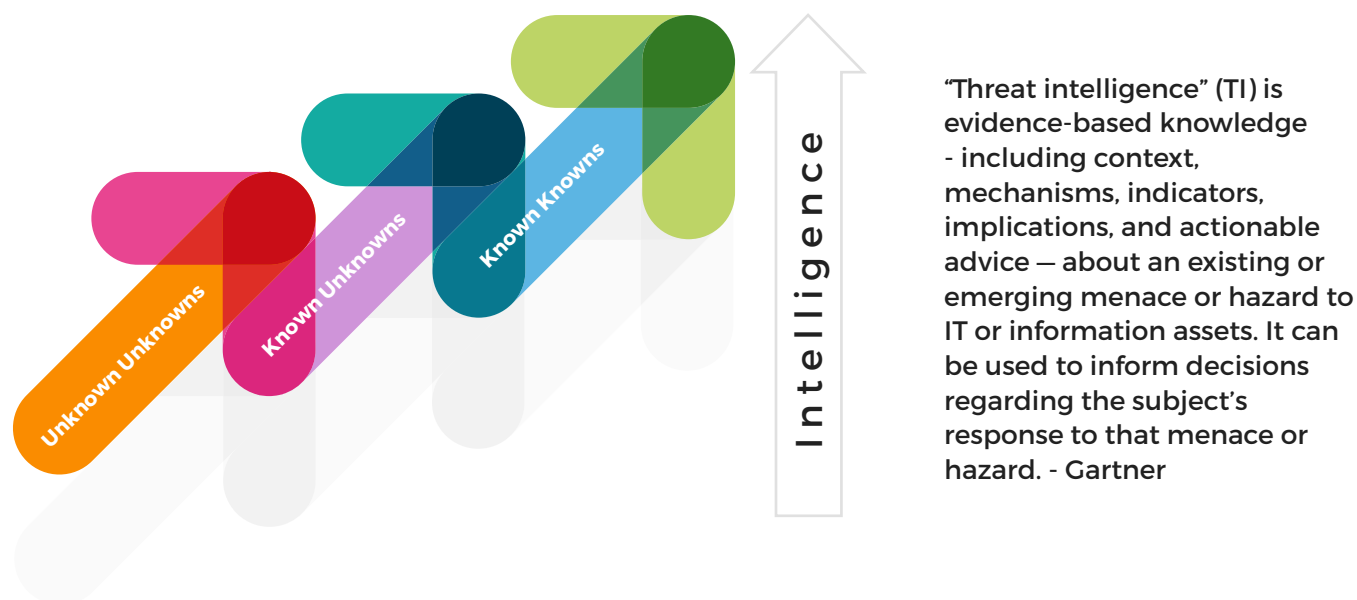 Unknown Unknowns
Known Unknowns
Known Knowns
Intelligence
“Threat intelligence” (TI) is
evidence-based knowledge
- including context,
mechanisms, indicators,
implications, and actionable
advice — about an existing or
emerging menace or hazard to
IT or information assets. It can
be used to inform decisions
regarding the subject’s
response to that menace or
hazard. - Gartner